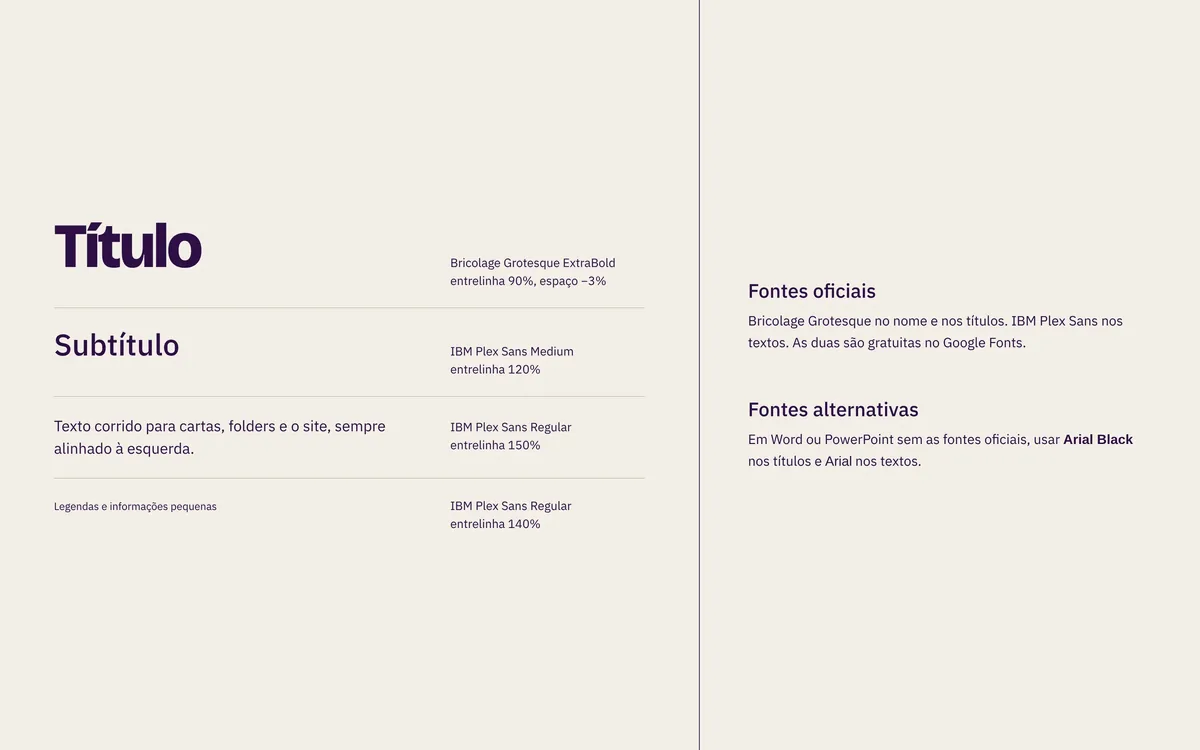 Título
Bricolage Grotesque ExtraBold
entrelinha 90%, espaço −3%
Subtítulo
IBM Plex Sans Medium
entrelinha 120%
Texto corrido para cartas, folders e o site, sempre
alinhado à esquerda.
IBM Plex Sans Regular
entrelinha 150%
Legendas e informações pequenas
IBM Plex Sans Regular
entrelinha 140%
Fontes oficiais
Bricolage Grotesque no nome e nos títulos. IBM Plex Sans nos
textos. As duas são gratuitas no Google Fonts.
Fontes alternativas
Em Word ou PowerPoint sem as fontes oficiais, usar Arial Black
nos títulos e Arial nos textos.